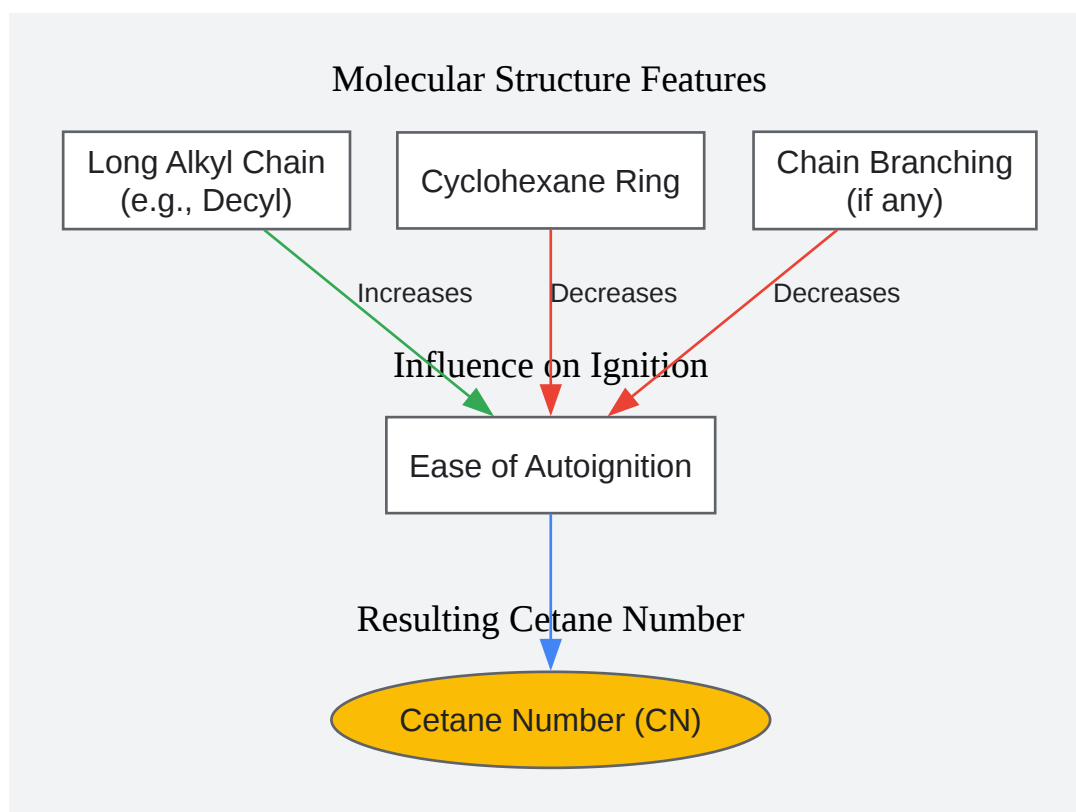 Molecular Structure Features
Long Alkyl Chain
(e.g., Decyl)
Cyclohexane Ring
Chain Branching
(if any)
Increases
Decreases
Decreases
Influence on Ignition
Ease of Autoignition
Resulting Cetane Number
Cetane Number (CN)